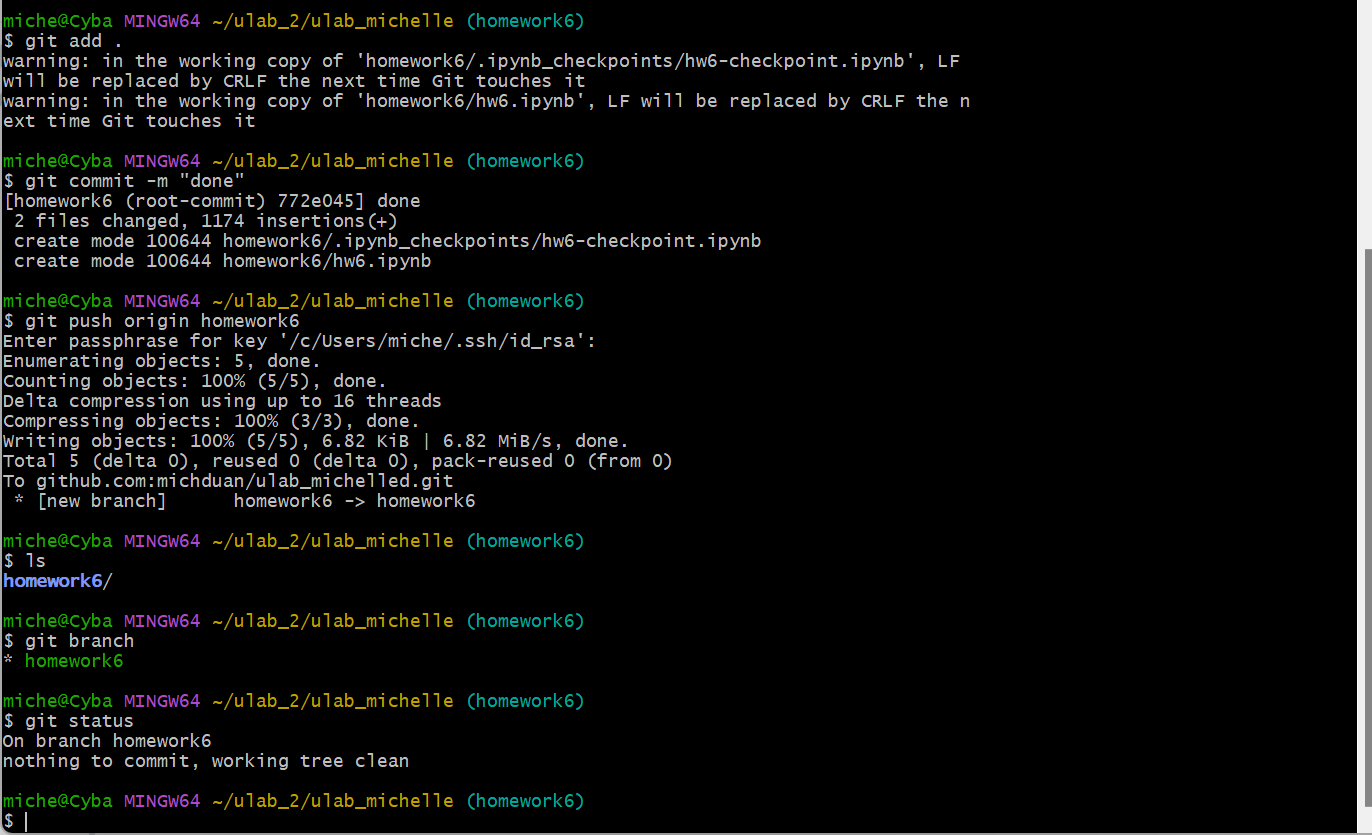 miche@Cyba MINGW64 ~/ulab_2/ulab_michelle (homework6)
$ git add .
warning: in the working copy of 'homework6/.ipynb_checkpoints/hw6-checkpoint.ipynb', LF
will be replaced by CRLF the next time Git touches it
warning: in the working copy of 'homework6/hw6.ipynb', LF will be replaced by CRLF the n
ext time Git touches it
miche@Cyba MINGW64 ~/ulab_2/ulab_michelle (homework6)
$ git commit -m "done"
[homework6 (root-commit) 772e045] done
 2 files changed, 1174 insertions(+)
 create mode 100644 homework6/.ipynb_checkpoints/hw6-checkpoint.ipynb
 create mode 100644 homework6/hw6.ipynb
miche@Cyba MINGW64 ~/ulab_2/ulab_michelle (homework6)
$ git push origin homework6
Enter passphrase for key '/c/Users/miche/.ssh/id_rsa':
Enumerating objects: 5, done.
Counting objects: 100% (5/5), done.
Delta compression using up to 16 threads
Compressing objects: 100% (3/3), done.
Writing objects: 100% (5/5), 6.82 KiB | 6.82 MiB/s, done.
Total 5 (delta 0), reused 0 (delta 0), pack-reused 0 (from 0)
To github.com:michduan/ulab_michelled.git
 * [new branch]      homework6 -> homework6
miche@Cyba MINGW64 ~/ulab_2/ulab_michelle (homework6)
$ ls
homework6/
miche@Cyba MINGW64 ~/ulab_2/ulab_michelle (homework6)
$ git branch
* homework6
miche@Cyba MINGW64 ~/ulab_2/ulab_michelle (homework6)
$ git status
On branch homework6
nothing to commit, working tree clean
miche@Cyba MINGW64 ~/ulab_2/ulab_michelle (homework6)
$